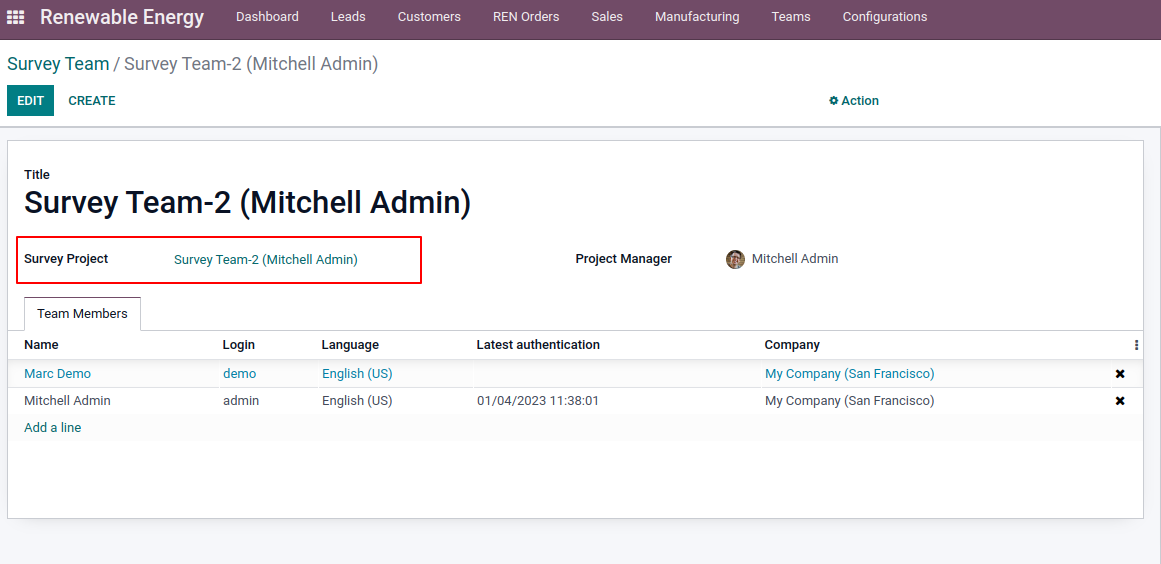 Renewable Energy Dashboard Leads Customers REN Orders Sales Manufacturing Teams Configurations
Survey Team / Survey Team-2 (Mitchell Admin)
EDIT CREATE Action
Title
Survey Team-2 (Mitchell Admin)
Survey Project Survey Team-2 (Mitchell Admin) Project Manager Mitchell Admin
Team Members
Name Login Language Latest authentication Company
Marc Demo demo English (US) My Company (San Francisco)
Mitchell Admin admin English (US) 01/04/2023 11:38:01 My Company (San Francisco)
Add a line